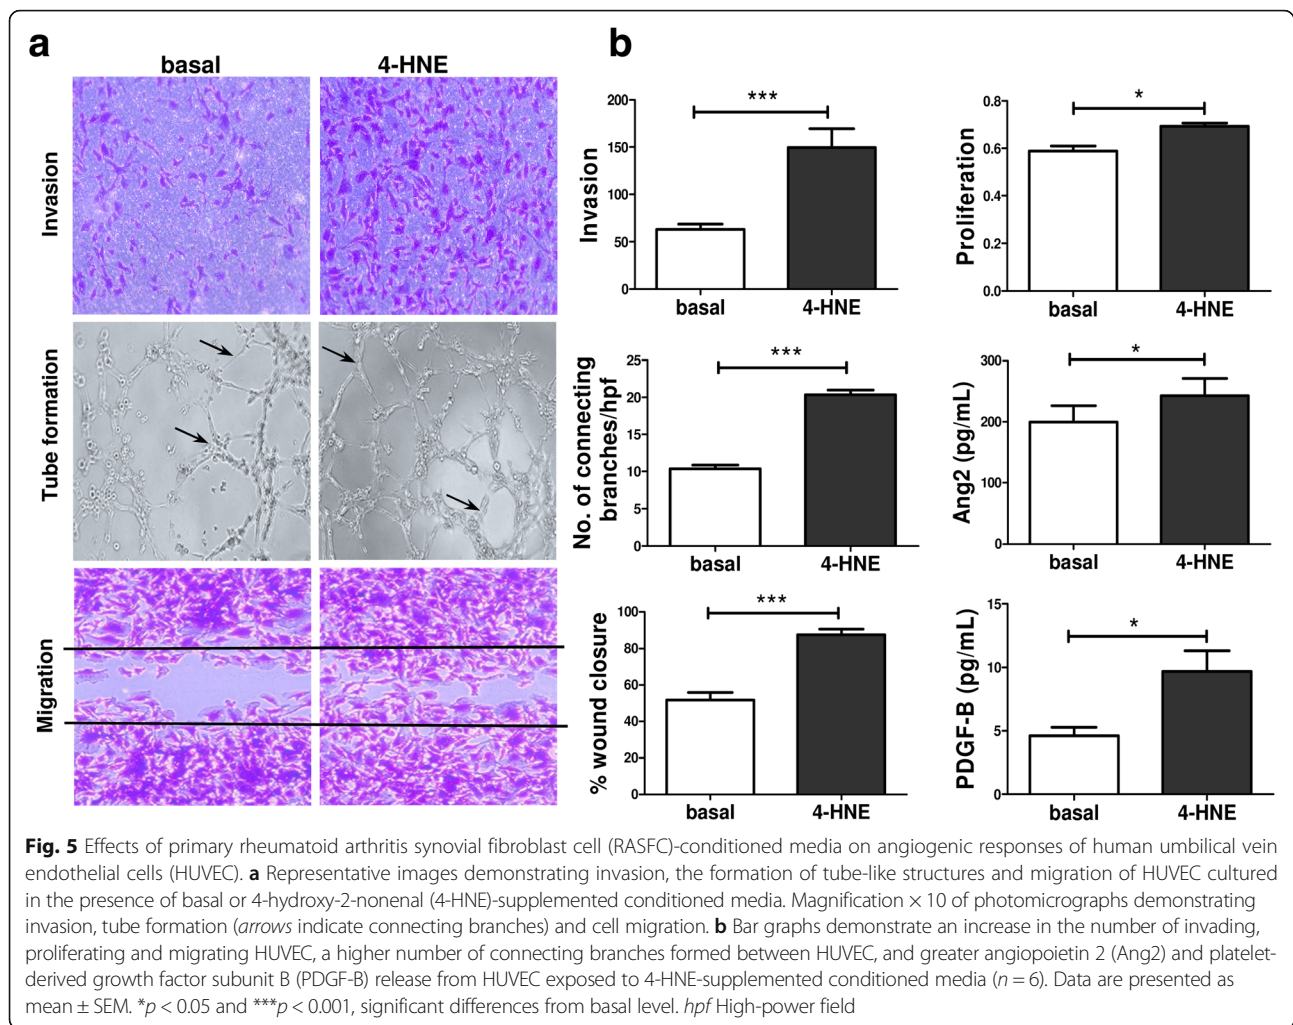 a
basal
4-HNE
Invasion
Tube formation
Migration
b
Invasion
200
150
100
50
0
***
basal
4-HNE
Proliferation
0.8
0.6
0.4
0.2
0.0
*
basal
4-HNE
No. of connecting
branches/hpf
25
20
15
10
5
0
***
basal
4-HNE
Ang2 (pg/mL)
300
200
100
0
*
basal
4-HNE
% wound closure
100
80
60
40
20
0
***
basal
4-HNE
PDGF-B (pg/mL)
15
10
5
0
*
basal
4-HNE
Fig. 5 Effects of primary rheumatoid arthritis synovial fibroblast cell (RASFC)-conditioned media on angiogenic responses of human umbilical vein
endothelial cells (HUVEC). a Representative images demonstrating invasion, the formation of tube-like structures and migration of HUVEC cultured
in the presence of basal or 4-hydroxy-2-nonenal (4-HNE)-supplemented conditioned media. Magnification × 10 of photomicrographs demonstrating
invasion, tube formation (arrows indicate connecting branches) and cell migration. b Bar graphs demonstrate an increase in the number of invading,
proliferating and migrating HUVEC, a higher number of connecting branches formed between HUVEC, and greater angiopoietin 2 (Ang2) and platelet-
derived growth factor subunit B (PDGF-B) release from HUVEC exposed to 4-HNE-supplemented conditioned media (n = 6). Data are presented as
mean ± SEM. *p < 0.05 and ***p < 0.001, significant differences from basal level. hpf High-power field